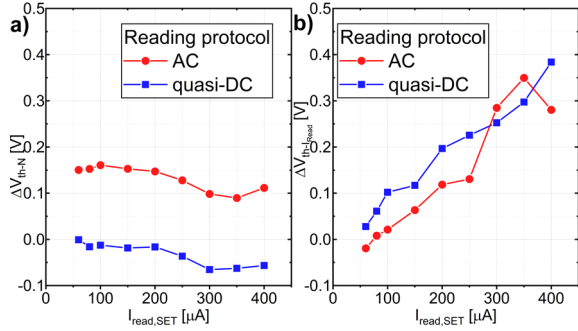 a)
Reading protocol
AC
quasi-DC
0.5
0.4
0.3
0.2
0.1
0.0
-0.1
ΔV_th-N [V]
0 100 200 300 400
I_read,SET [µA]
b)
Reading protocol
AC
quasi-DC
0.5
0.4
0.3
0.2
0.1
0.0
-0.1
ΔV_th-I_Read [V]
0 100 200 300 400
I_read,SET [µA]